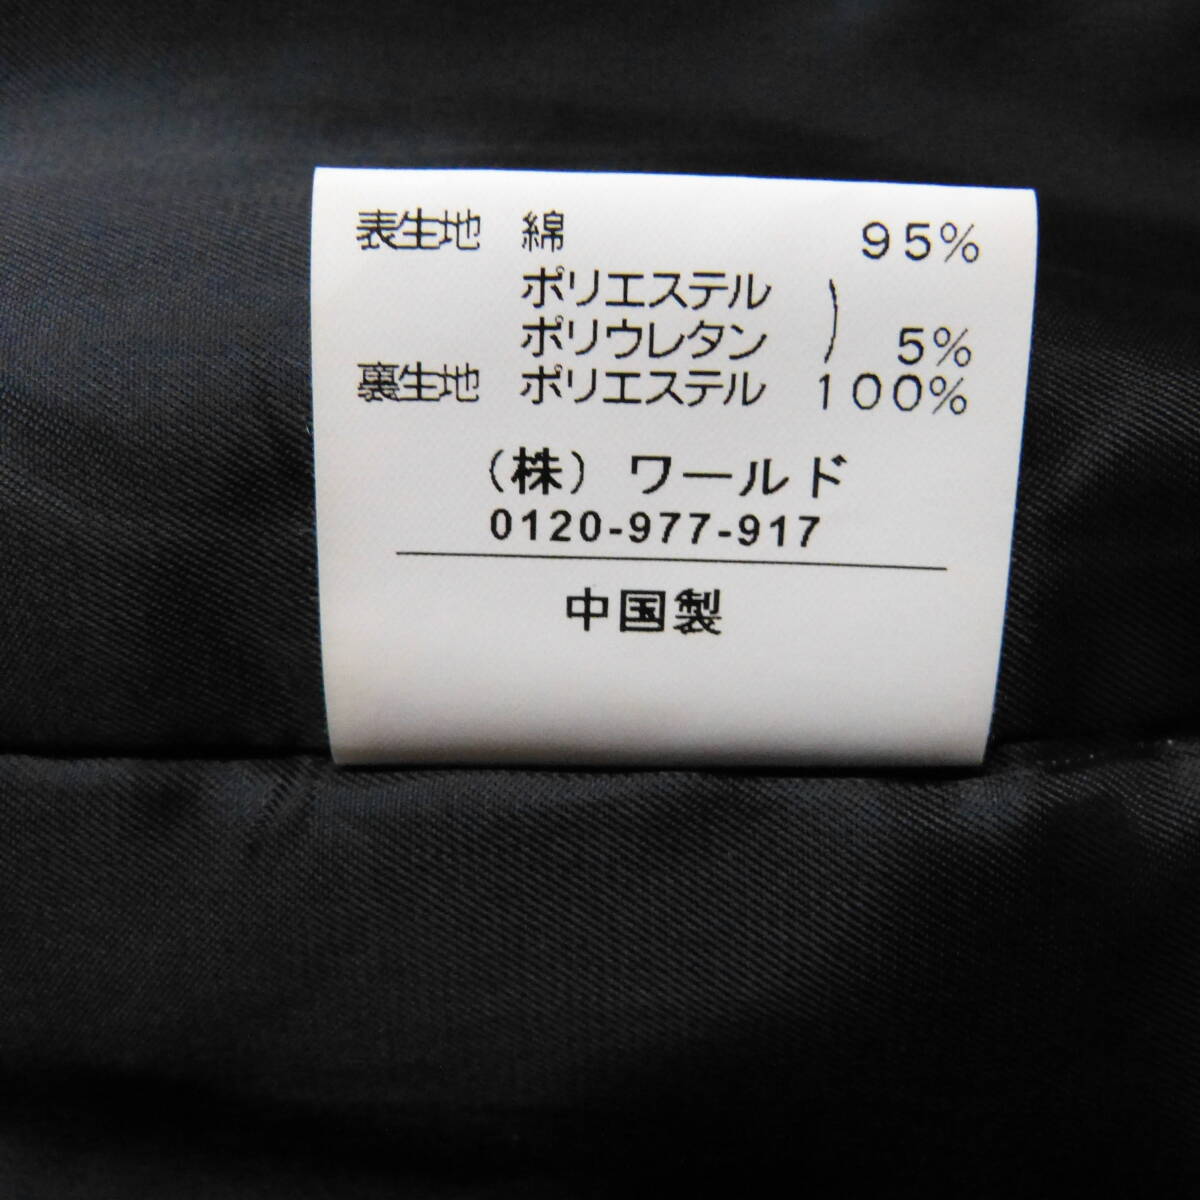 表生地 綿 95%
ポリエステル
ポリウレタン ) 5%
裏生地 ポリエステル 100%
(株) ワールド
0120-977-917
中国製